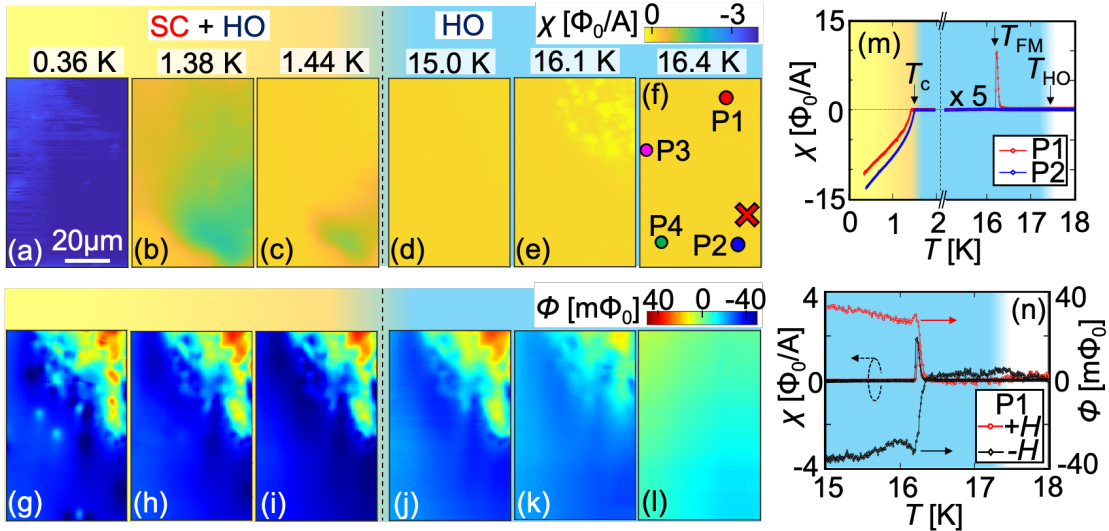 SC + HO
HO
χ [Φ0/A]
0
-3
0.36 K
1.38 K
1.44 K
15.0 K
16.1 K
16.4 K
(a)
20μm
(b)
(c)
(d)
(e)
(f)
P1
P3
P4
P2
Φ [mΦ0]
40
0
-40
(g)
(h)
(i)
(j)
(k)
(l)
15
(m)
TFM
Tc
THO
x 5
0
-15
χ [Φ0/A]
P1
P2
0
1
2
16
17
18
T [K]
4
(n)
40
0
0
-4
-40
χ [Φ0/A]
Φ [mΦ0]
P1
+H
-H
15
16
17
18
T [K]